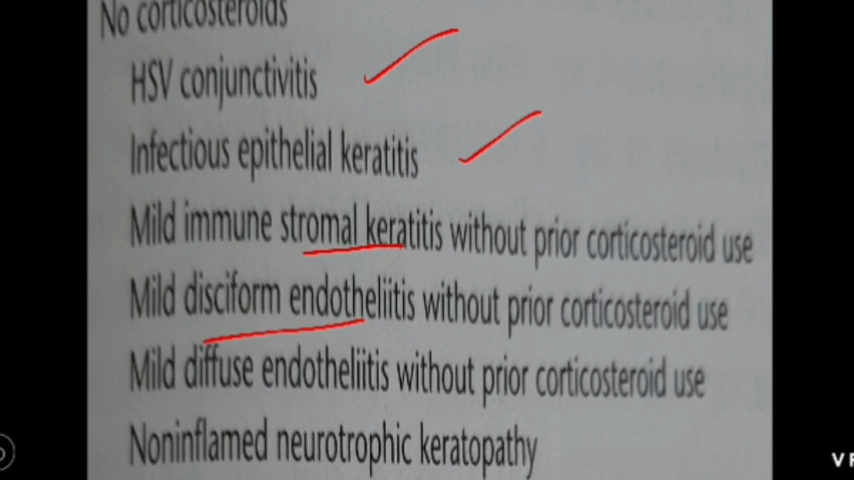 No corticosteroids
HSV conjunctivitis
Infectious epithelial keratitis
Mild immune stromal keratitis without prior corticosteroid use
Mild disciform endotheliitis without prior corticosteroid use
Mild diffuse endotheliitis without prior corticosteroid use
Noninflamed neurotrophic keratopathy